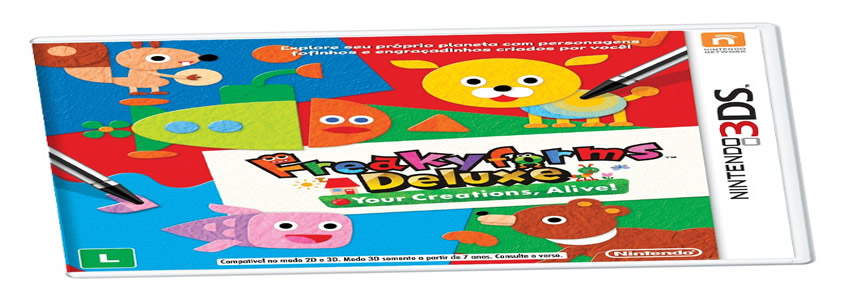 Explore seu próprio planeta com personagens
fofinhos e engraçadinhos criados por você!
NINTENDO
NETWORK
NINTENDO 3DS
Freakyforms™
Deluxe
Your Creations, Alive!
L
Compatível no modo 2D e 3D. Modo 3D somente a partir de 7 anos. Consulte o verso.
Nintendo